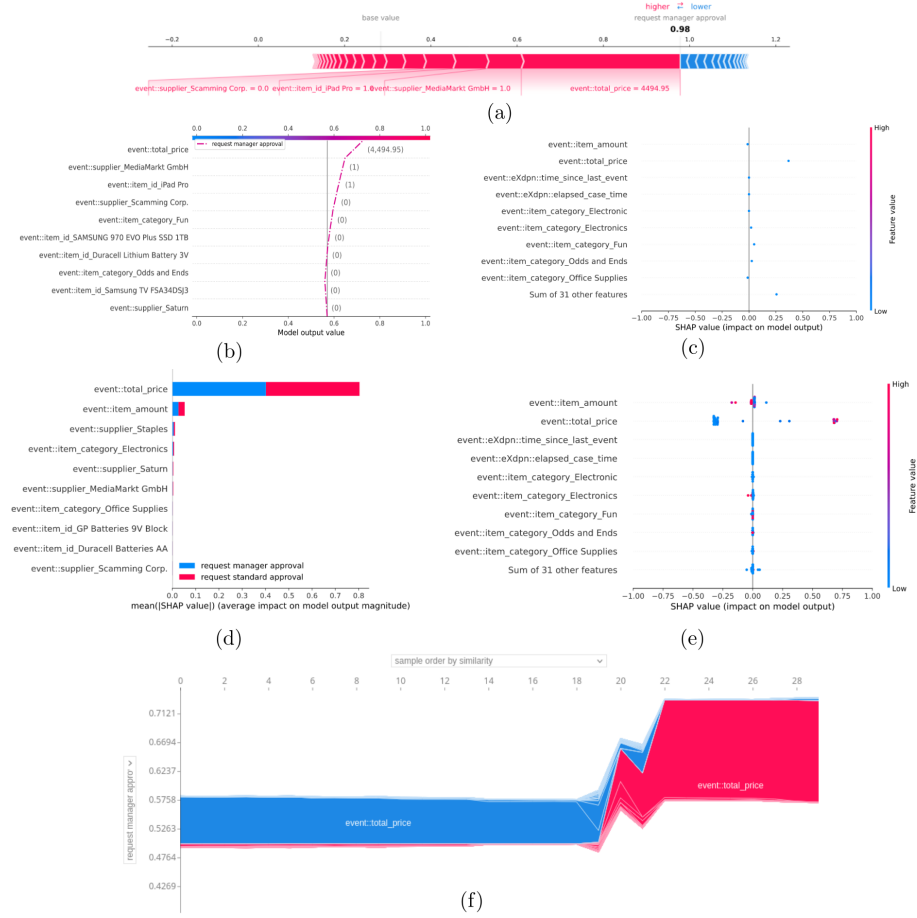 higher ⇄ lower
base value
request manager approval
0.98
−0.2 0.0 0.2 0.4 0.6 0.8 1.0 1.2
event::supplier_Scamming Corp. = 0.0 event::item_id_iPad Pro = 1.0 event::supplier_MediaMarkt GmbH = 1.0 event::total_price = 4494.95
(a)
0.0 0.2 0.4 0.6 0.8 1.0
request manager approval
event::total_price (4,494.95)
event::supplier_MediaMarkt GmbH (1)
event::item_id_iPad Pro (1)
event::supplier_Scamming Corp. (0)
event::item_category_Fun (0)
event::item_id_SAMSUNG 970 EVO Plus SSD 1TB (0)
event::item_id_Duracell Lithium Battery 3V (0)
event::item_category_Odds and Ends (0)
event::item_id_Samsung TV FSA34DSJ3 (0)
event::supplier_Saturn (0)
0.0 0.2 0.4 0.6 0.8 1.0
Model output value
(b)
High
event::item_amount
event::total_price
event::eXdpn::time_since_last_event
event::eXdpn::elapsed_case_time
event::item_category_Electronic
event::item_category_Electronics
event::item_category_Fun
event::item_category_Odds and Ends
event::item_category_Office Supplies
Sum of 31 other features
Feature value
Low
−1.00 −0.75 −0.50 −0.25 0.00 0.25 0.50 0.75 1.00
SHAP value (impact on model output)
(c)
event::total_price
event::item_amount
event::supplier_Staples
event::item_category_Electronics
event::supplier_Saturn
event::supplier_MediaMarkt GmbH
event::item_category_Office Supplies
event::item_id_GP Batteries 9V Block
event::item_id_Duracell Batteries AA
event::supplier_Scamming Corp.
request manager approval
request standard approval
0.0 0.1 0.2 0.3 0.4 0.5 0.6 0.7 0.8
mean(|SHAP value|) (average impact on model output magnitude)
(d)
High
event::item_amount
event::total_price
event::eXdpn::time_since_last_event
event::eXdpn::elapsed_case_time
event::item_category_Electronic
event::item_category_Electronics
event::item_category_Fun
event::item_category_Odds and Ends
event::item_category_Office Supplies
Sum of 31 other features
Feature value
Low
−1.00 −0.75 −0.50 −0.25 0.00 0.25 0.50 0.75 1.00
SHAP value (impact on model output)
(e)
sample order by similarity
0 2 4 6 8 10 12 14 16 18 20 22 24 26 28
0.7121
0.6694
0.6237
0.5758
0.5263
0.4764
0.4269
request manager appro
event::total_price
event::total_price
(f)